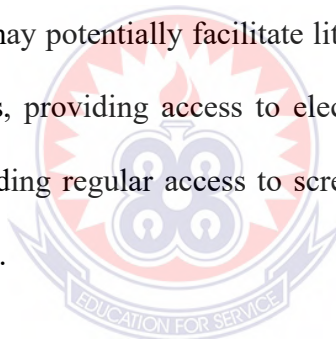 may potentially facilitate lit
s, providing access to elec
ding regular access to scre
.
EDUCATION FOR SERVICE